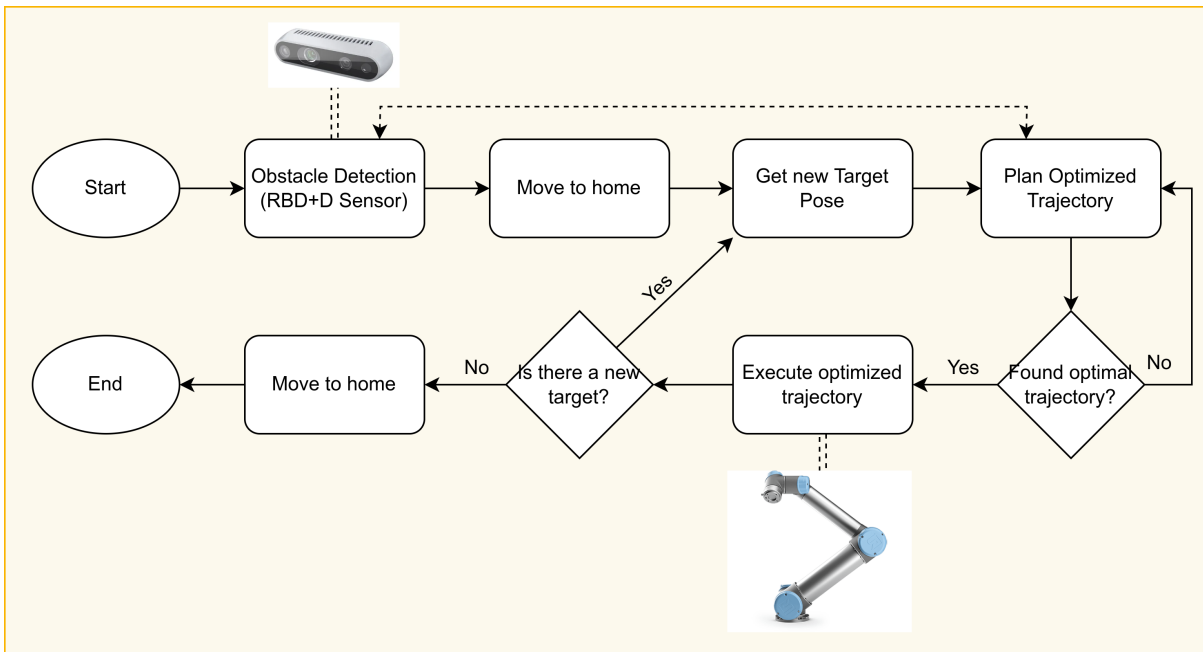 Start
Obstacle Detection
(RBD+D Sensor)
Move to home
Get new Target
Pose
Plan Optimized
Trajectory
Yes
End
Move to home
No
Is there a new
target?
Execute optimized
trajectory
Yes
Found optimal
trajectory?
No